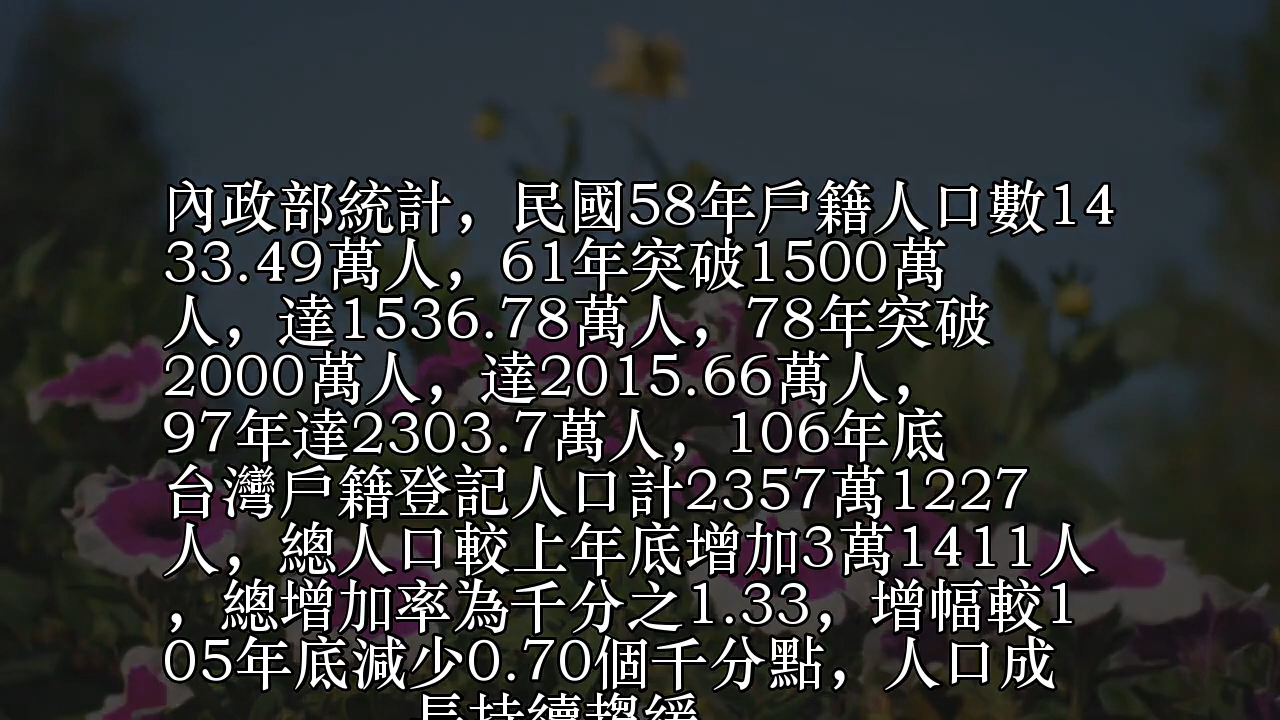 內政部統計，民國58年戶籍人口數14
33.49萬人，61年突破1500萬
人，達1536.78萬人，78年突破
2000萬人，達2015.66萬人，
97年達2303.7萬人，106年底
台灣戶籍登記人口計2357萬1227
人，總人口較上年底增加3萬1411人
，總增加率為千分之1.33，增幅較1
05年底減少0.70個千分點，人口成
長持續趨緩